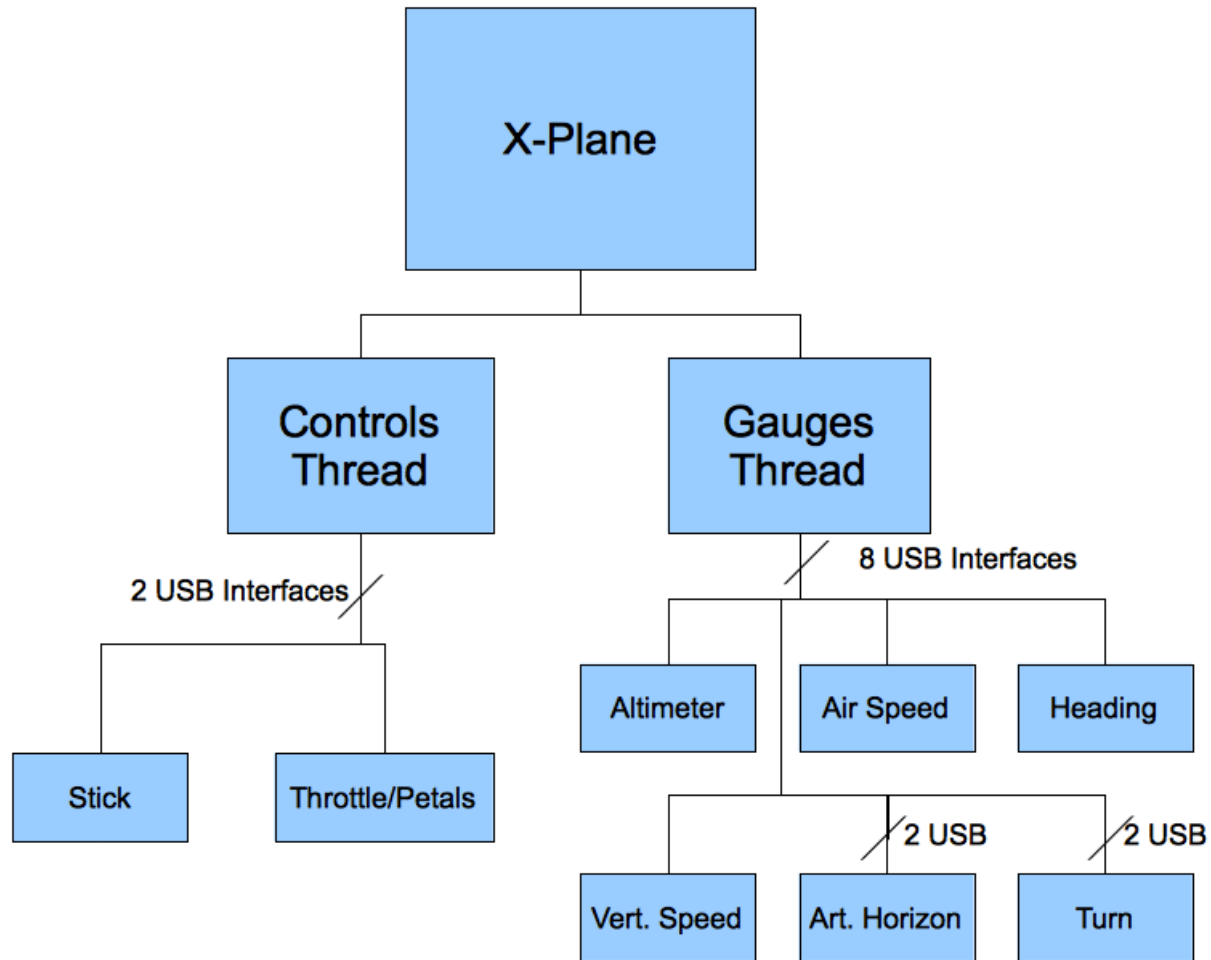 X-Plane
Controls
Thread
Gauges
Thread
2 USB Interfaces
8 USB Interfaces
Altimeter
Air Speed
Heading
Stick
Throttle/Petals
2 USB
2 USB
Vert. Speed
Art. Horizon
Turn